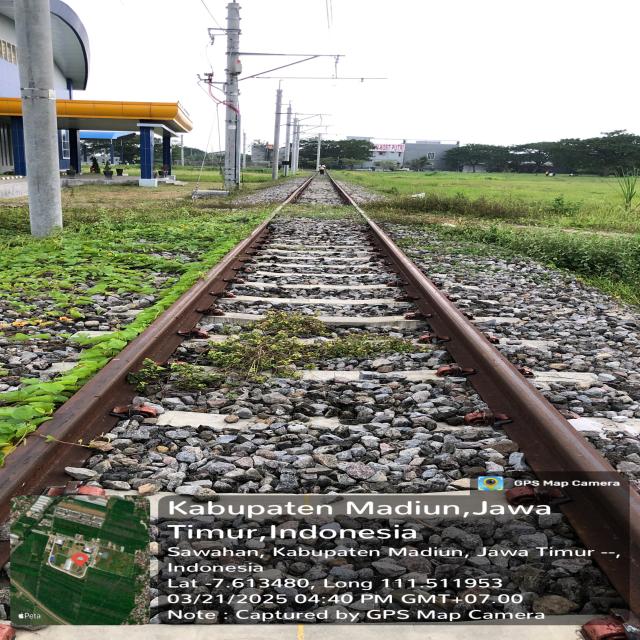 GPS Map Camera
Kabupaten Madiun,Jawa
Timur,Indonesia
Sawahan, Kabupaten Madiun, Jawa Timur --,
Indonesia
Lat -7.613480, Long 111.511953
03/21/2025 04:40 PM GMT+07.00
Note : Captured by GPS Map Camera
Peta